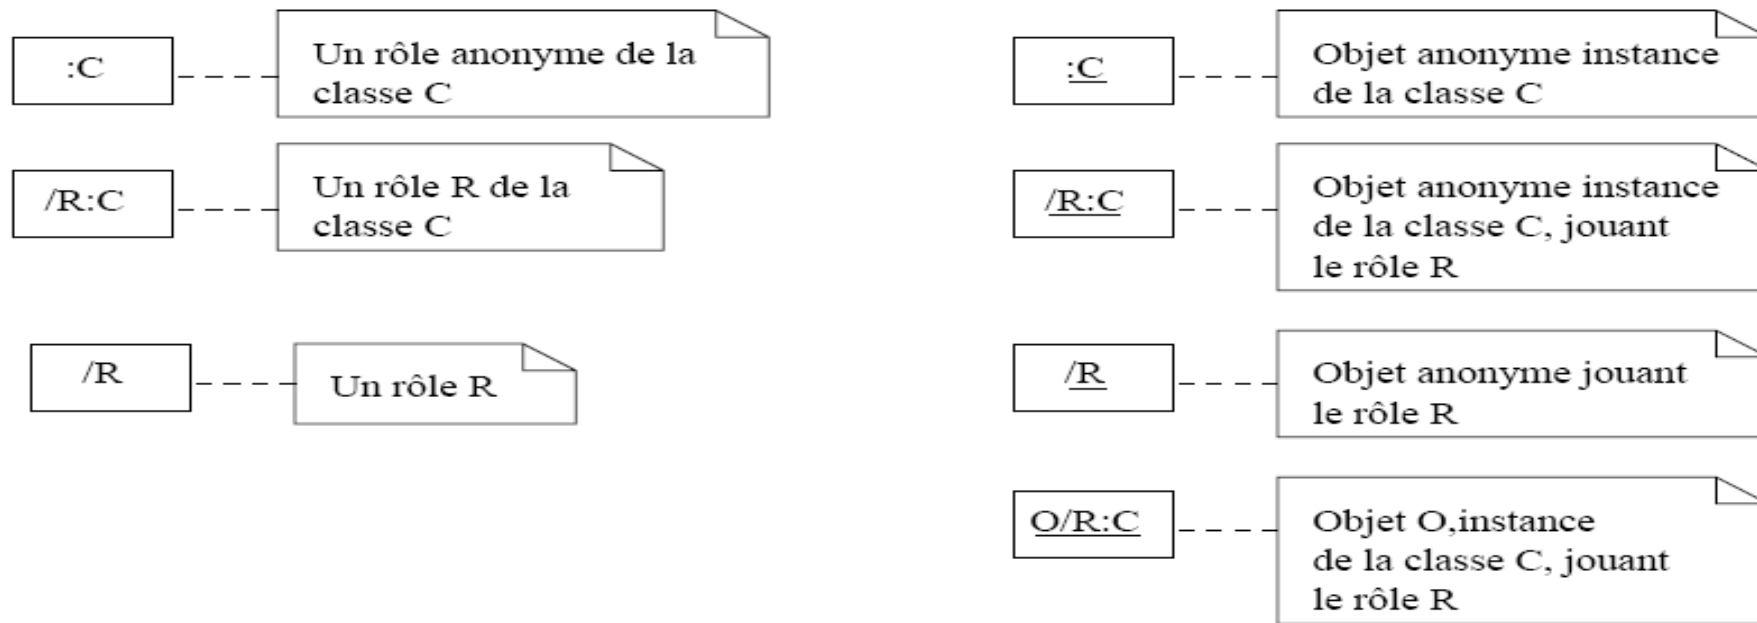 :C
Un rôle anonyme de la
classe C
/R:C
Un rôle R de la
classe C
/R
Un rôle R
:C
Objet anonyme instance
de la classe C
/R:C
Objet anonyme instance
de la classe C, jouant
le rôle R
/R
Objet anonyme jouant
le rôle R
O/R:C
Objet O,instance
de la classe C, jouant
le rôle R